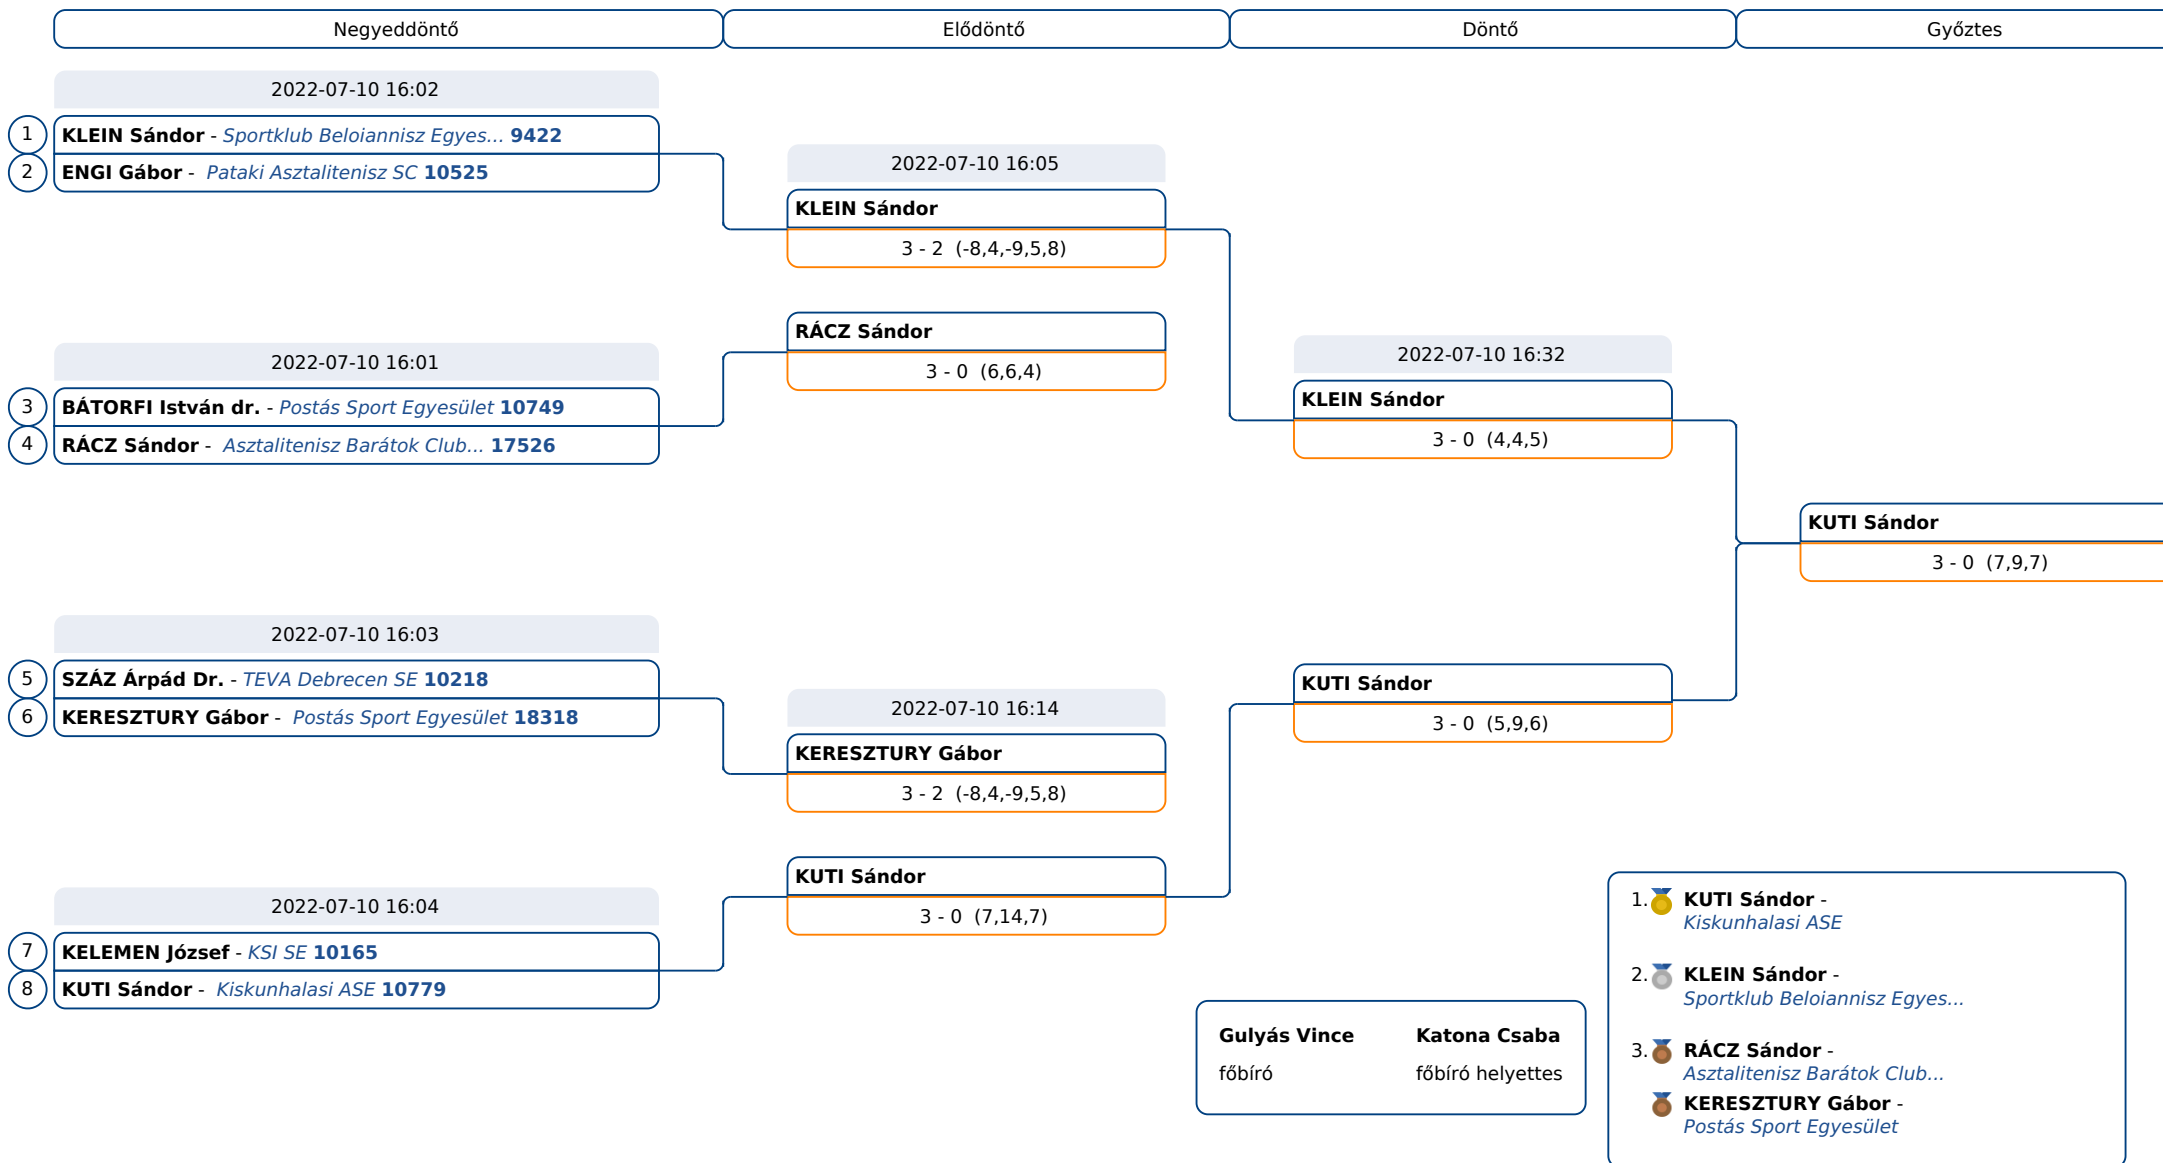 Negyeddöntő
Elődöntő
Döntő
Győztes
2022-07-10 16:02
1
KLEIN Sándor - Sportklub Beloiannisz Egyes... 9422
2
ENGI Gábor - Pataki Asztalitenisz SC 10525
2022-07-10 16:05
KLEIN Sándor
3 - 2 (-8,4,-9,5,8)
RÁCZ Sándor
3 - 0 (6,6,4)
2022-07-10 16:01
3
BÁTORFI István dr. - Postás Sport Egyesület 10749
4
RÁCZ Sándor - Asztalitenisz Barátok Club... 17526
2022-07-10 16:32
KLEIN Sándor
3 - 0 (4,4,5)
KUTI Sándor
3 - 0 (7,9,7)
2022-07-10 16:03
5
SZÁZ Árpád Dr. - TEVA Debrecen SE 10218
6
KERESZTURY Gábor - Postás Sport Egyesület 18318
KUTI Sándor
3 - 0 (5,9,6)
2022-07-10 16:14
KERESZTURY Gábor
3 - 2 (-8,4,-9,5,8)
KUTI Sándor
3 - 0 (7,14,7)
2022-07-10 16:04
7
KELEMEN József - KSI SE 10165
8
KUTI Sándor - Kiskunhalasi ASE 10779
Gulyás Vince
Katona Csaba
főbíró
főbíró helyettes
1. KUTI Sándor -
Kiskunhalasi ASE
2. KLEIN Sándor -
Sportklub Beloiannisz Egyes...
3. RÁCZ Sándor -
Asztalitenisz Barátok Club...
KERESZTURY Gábor -
Postás Sport Egyesület